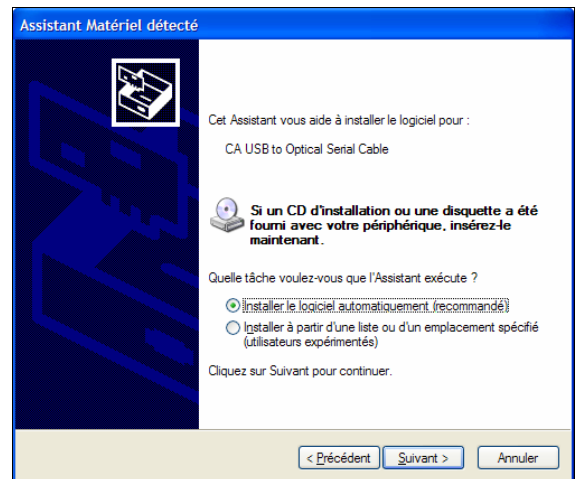 Assistant Matériel détecté
Cet Assistant vous aide à installer le logiciel pour :
CA USB to Optical Serial Cable
Si un CD d'installation ou une disquette a été
fourni avec votre périphérique, insérez-le
maintenant.
Quelle tâche voulez-vous que l'Assistant exécute ?
Installer le logiciel automatiquement (recommandé)
Installer à partir d'une liste ou d'un emplacement spécifié
(utilisateurs expérimentés)
Cliquez sur Suivant pour continuer.
< Précédent Suivant > Annuler